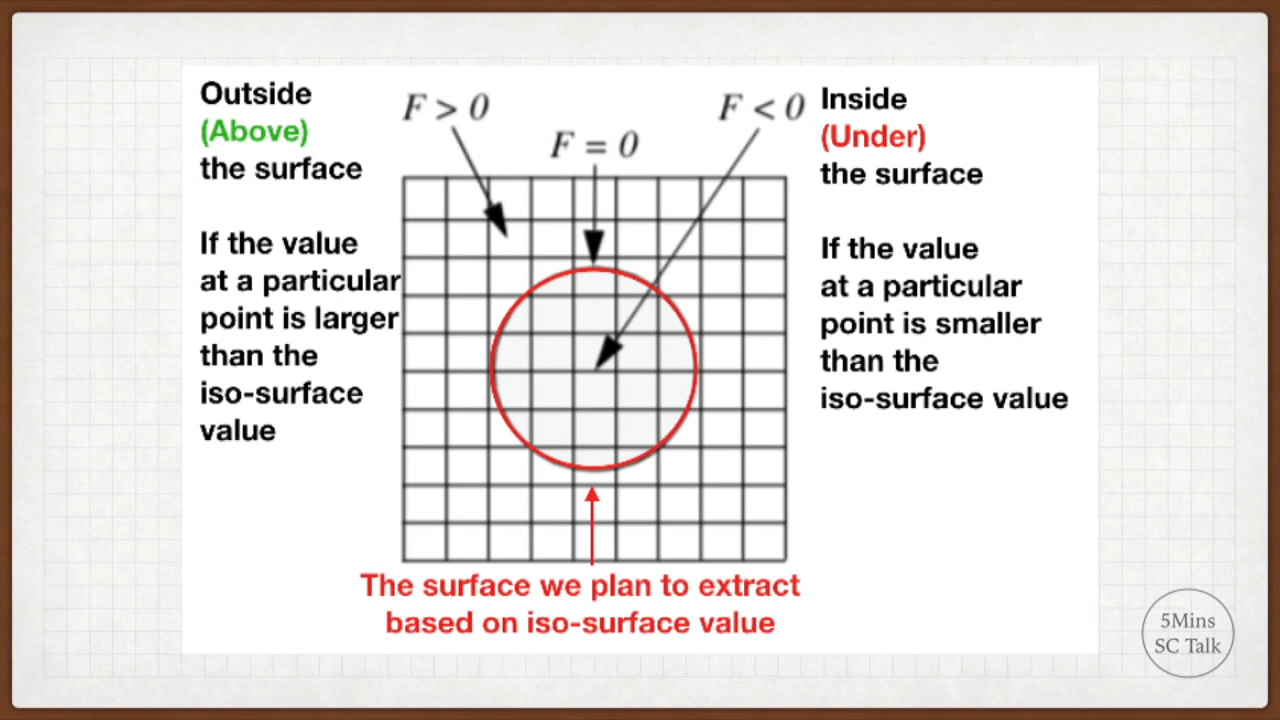 Outside
(Above)
the surface
If the value
at a particular
point is larger
than the
iso-surface
value
F > 0
F = 0
F < 0
Inside
(Under)
the surface
If the value
at a particular
point is smaller
than the
iso-surface value
The surface we plan to extract
based on iso-surface value
5Mins
SC Talk